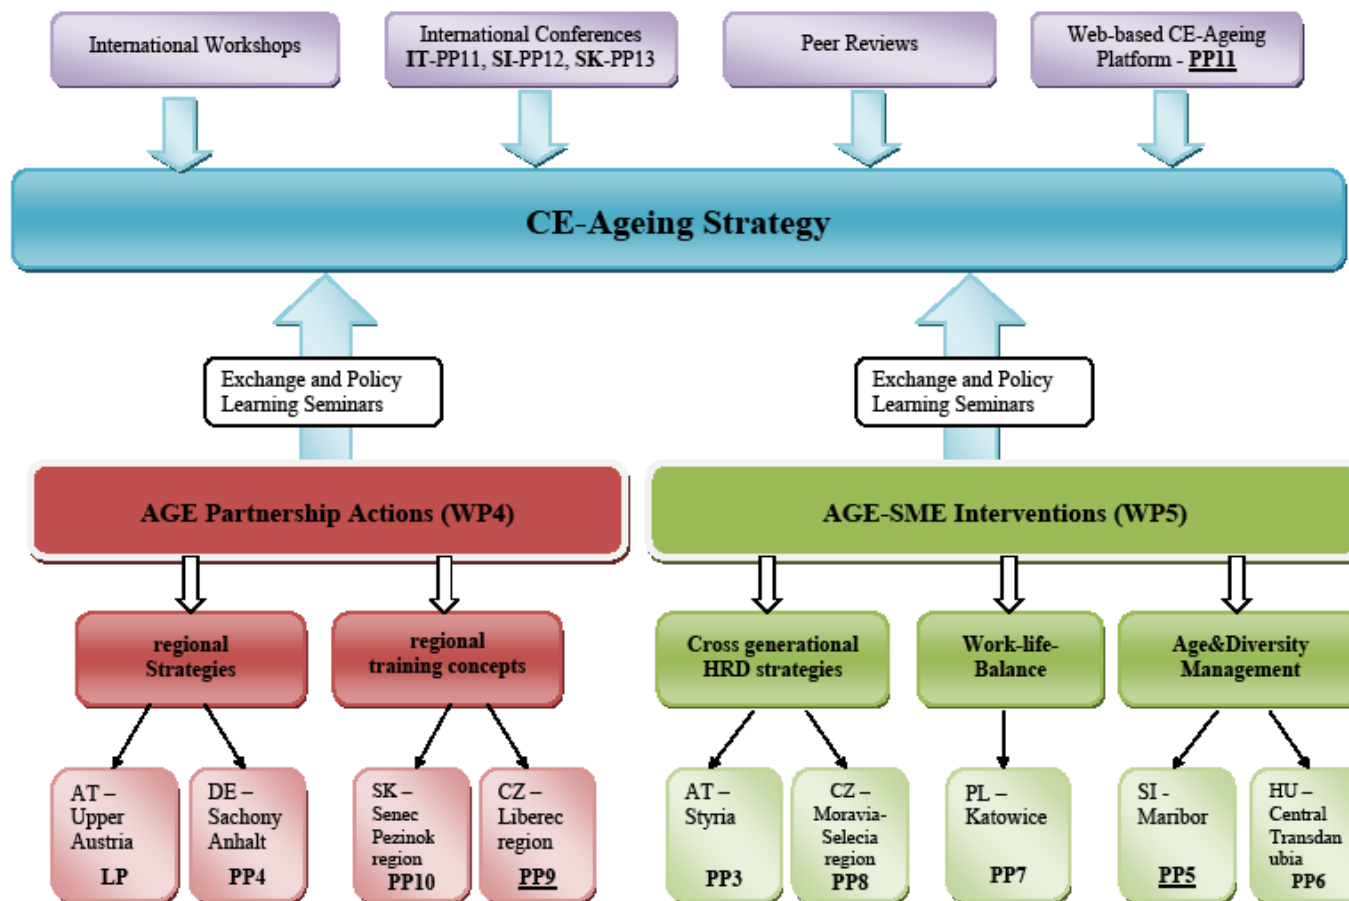 International Workshops
International Conferences
IT-PP11, SI-PP12, SK-PP13
Peer Reviews
Web-based CE-Ageing
Platform - PP11
CE-Ageing Strategy
Exchange and Policy
Learning Seminars
Exchange and Policy
Learning Seminars
AGE Partnership Actions (WP4)
AGE-SME Interventions (WP5)
regional
Strategies
regional
training concepts
Cross generational
HRD strategies
Work-life-
Balance
Age&Diversity
Management
AT –
Upper
Austria
LP
DE –
Sachony
Anhalt
PP4
SK –
Senec
Pezinok
region
PP10
CZ –
Liberec
region
PP9
AT –
Styria
PP3
CZ –
Moravia-
Selecia
region
PP8
PL –
Katowice
PP7
SI -
Maribor
PP5
HU –
Central
Transdan
ubia
PP6